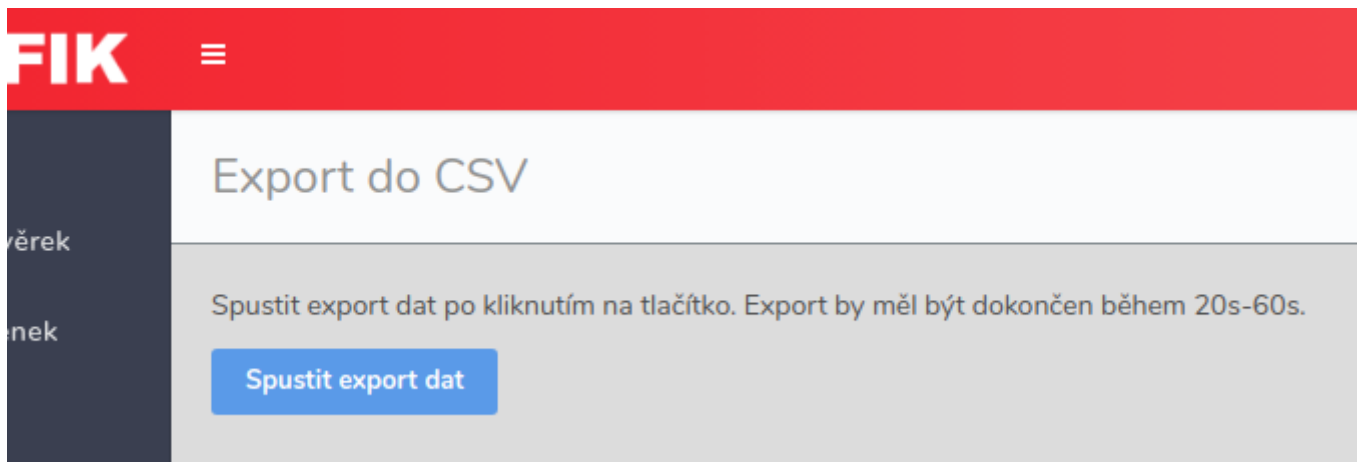 FIK
Export do CSV
věrek
enek
Spustit export dat po kliknutím na tlačítko. Export by měl být dokončen během 20s-60s.
Spustit export dat